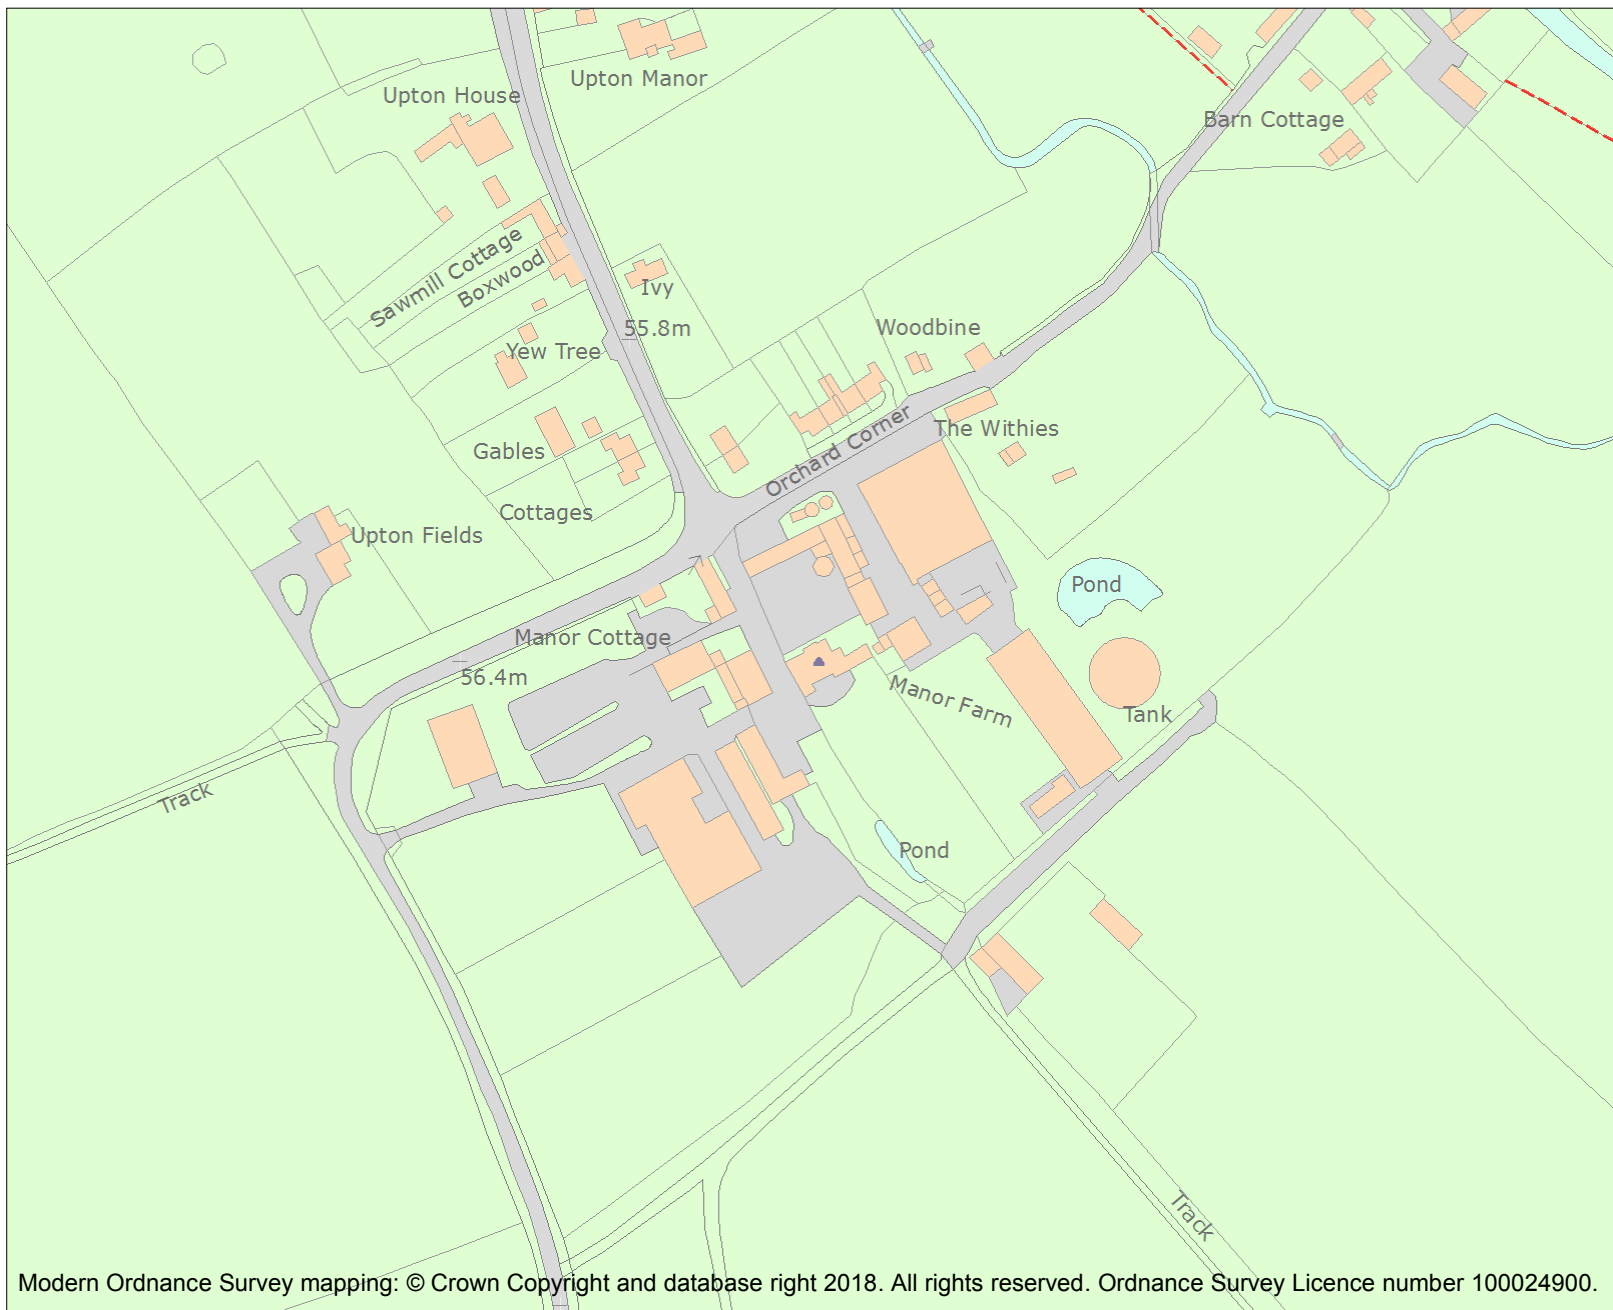 Upton Manor
Upton House
Barn Cottage
Sawmill Cottage
Boxwood
Ivy
55.8m
Woodbine
Yew Tree
Orchard Corner
The Withies
Gables
Cottages
Upton Fields
Pond
Manor Cottage
56.4m
Manor Farm
Tank
Track
Pond
Track
Modern Ordnance Survey mapping: © Crown Copyright and database right 2018. All rights reserved. Ordnance Survey Licence number 100024900.